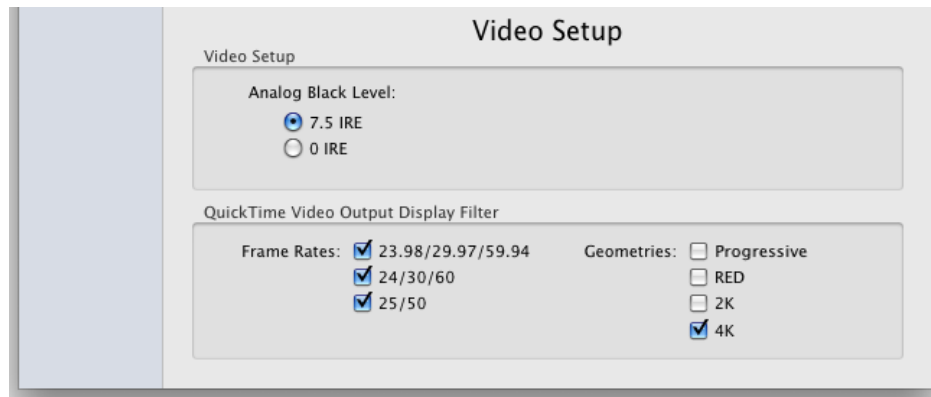 Video Setup
Video Setup
Analog Black Level:
7.5 IRE
0 IRE
QuickTime Video Output Display Filter
Frame Rates: 23.98/29.97/59.94
24/30/60
25/50
Geometries: Progressive
RED
2K
4K